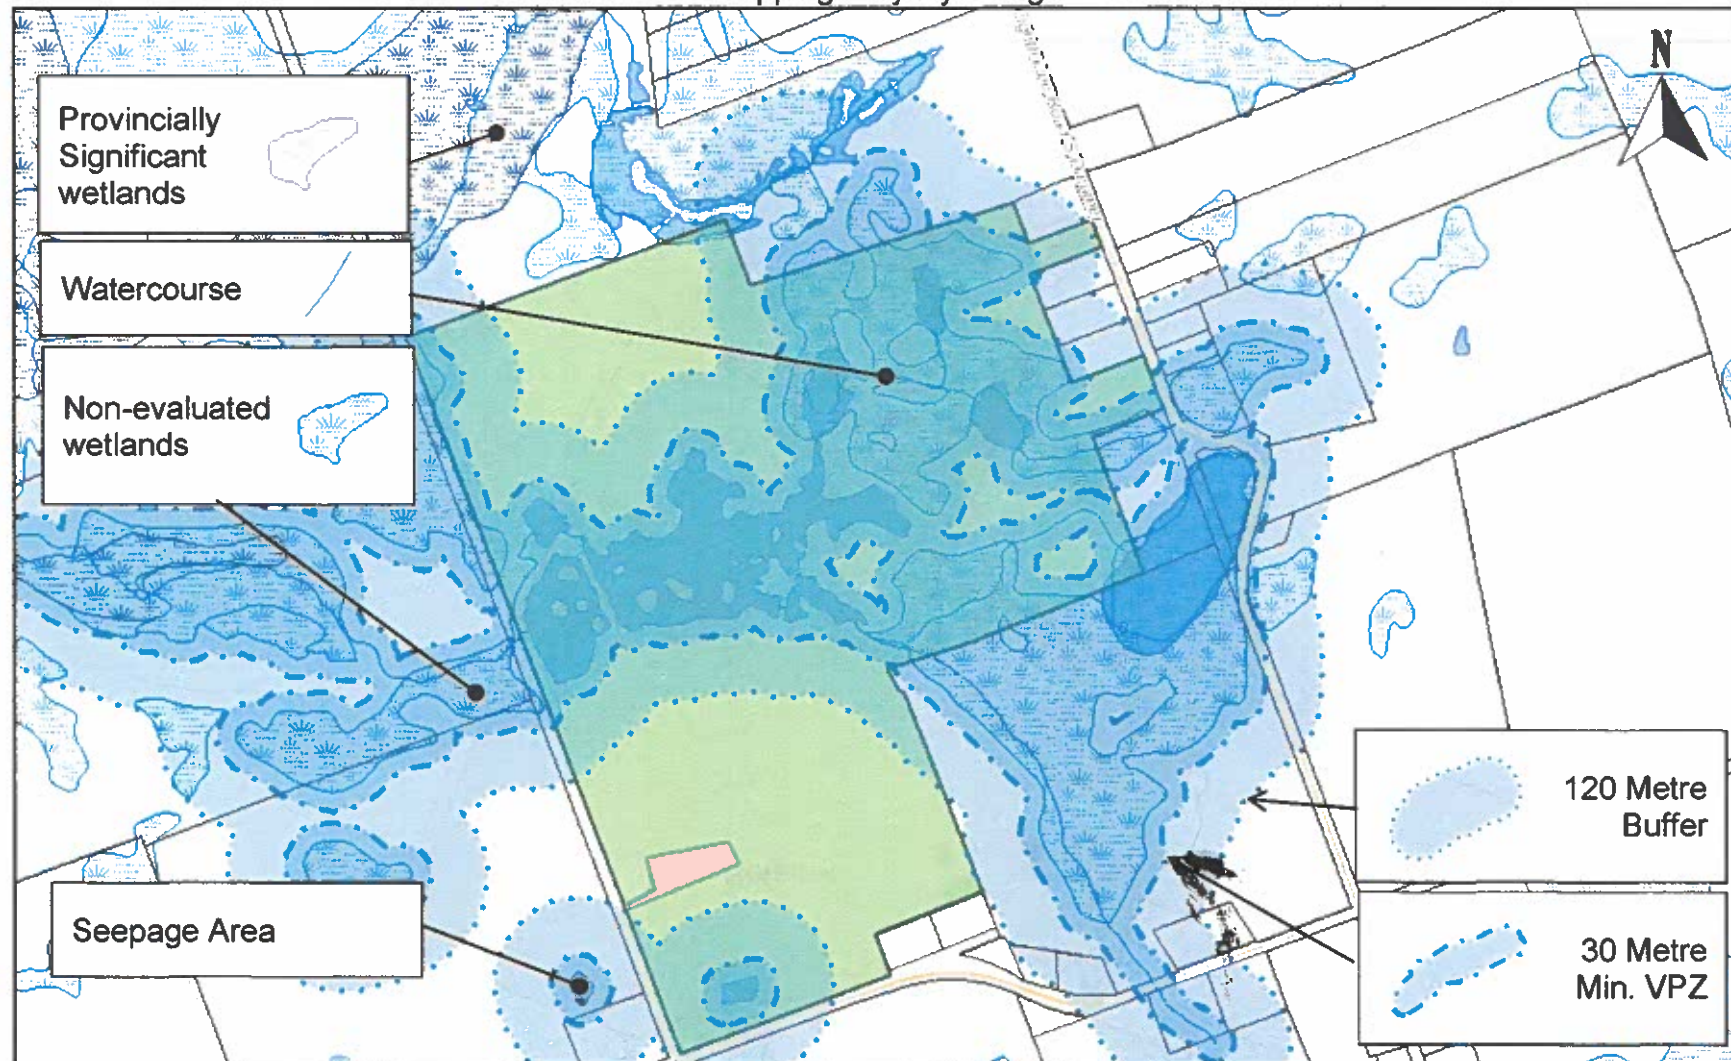 N
Provincially
Significant
wetlands
Watercourse
Non-evaluated
wetlands
Seepage Area
120 Metre
Buffer
30 Metre
Min. VPZ